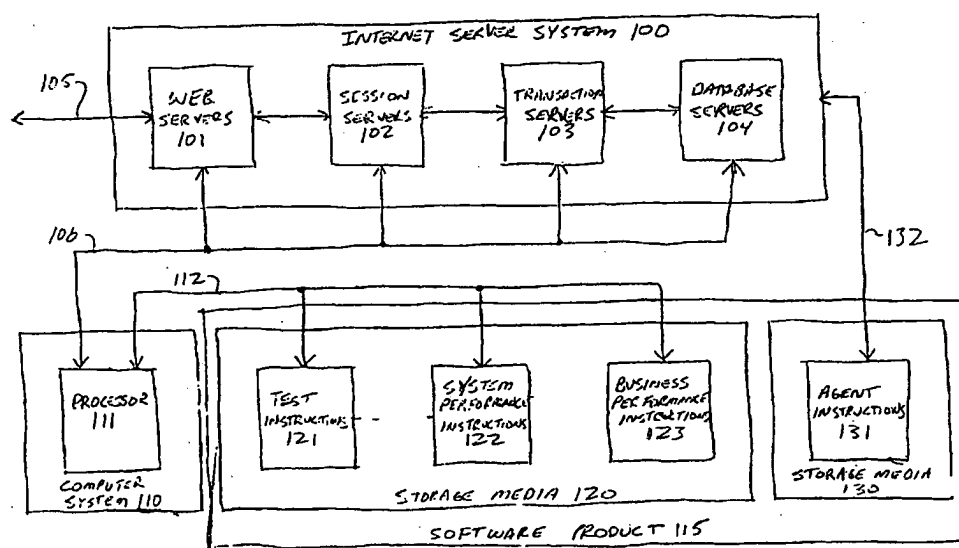 INTERNET SERVER SYSTEM 100
105
WEB
SERVERS
101
SESSION
SERVERS
102
TRANSACTION
SERVERS
103
DATABASE
SERVERS
104
106
132
112
PROCESSOR
111
COMPUTER
SYSTEM 110
TEST
INSTRUCTIONS
121
SYSTEM
PERFORMANCE
INSTRUCTIONS
122
BUSINESS
PERFORMANCE
INSTRUCTIONS
123
STORAGE MEDIA 120
AGENT
INSTRUCTIONS
131
STORAGE MEDIA
130
SOFTWARE PRODUCT 115